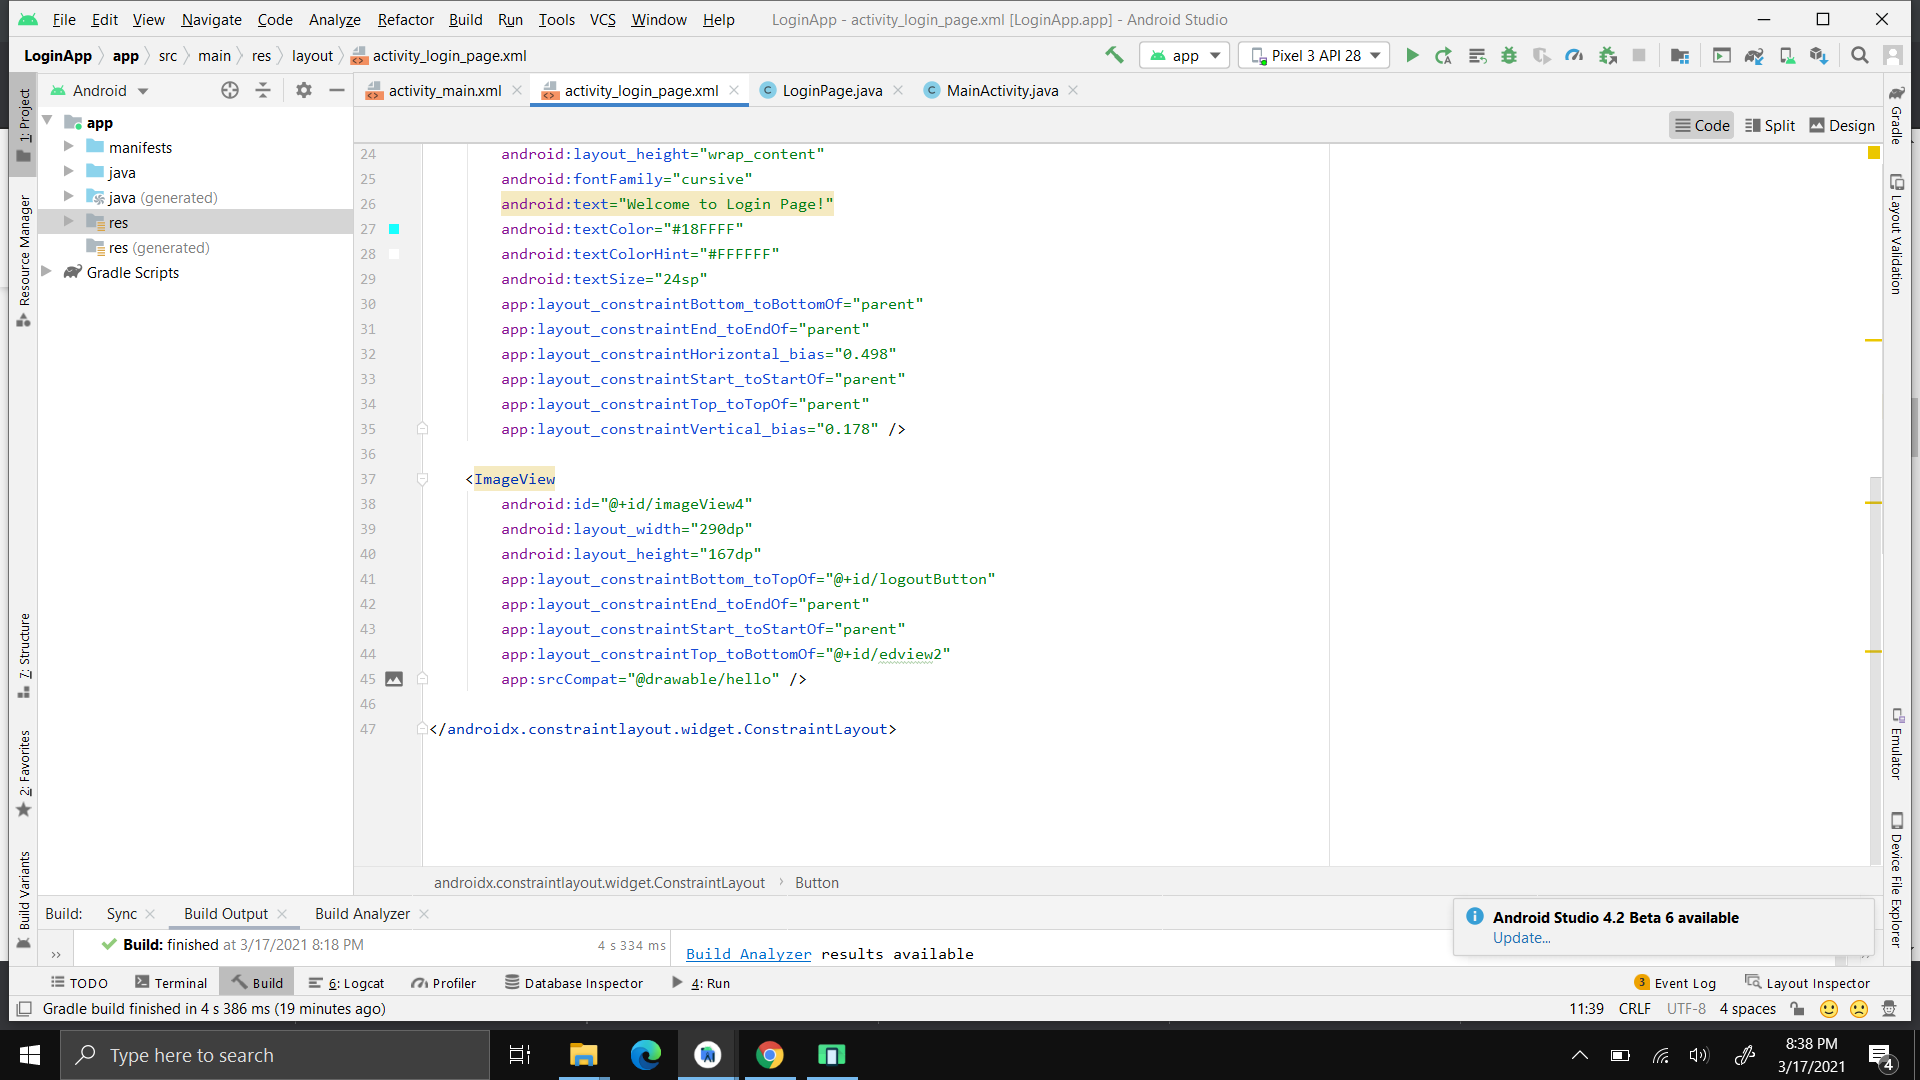 File Edit View Navigate Code Analyze Refactor Build Run Tools VCS Window Help LoginApp - activity_login_page.xml [LoginApp.app] - Android Studio
LoginApp app src main res layout activity_login_page.xml app Pixel 3 API 28
Android activity_main.xml activity_login_page.xml LoginPage.java MainActivity.java
Code Split Design
1: Project
Resource Manager
7: Structure
2: Favorites
Build Variants
app
manifests
java
java (generated)
res
res (generated)
Gradle Scripts
24 android:layout_height="wrap_content"
25 android:fontFamily="cursive"
26 android:text="Welcome to Login Page!"
27 android:textColor="#18FFFF"
28 android:textColorHint="#FFFFFF"
29 android:textSize="24sp"
30 app:layout_constraintBottom_toBottomOf="parent"
31 app:layout_constraintEnd_toEndOf="parent"
32 app:layout_constraintHorizontal_bias="0.498"
33 app:layout_constraintStart_toStartOf="parent"
34 app:layout_constraintTop_toTopOf="parent"
35 app:layout_constraintVertical_bias="0.178" />
36
37 <ImageView
38 android:id="@+id/imageView4"
39 android:layout_width="290dp"
40 android:layout_height="167dp"
41 app:layout_constraintBottom_toTopOf="@+id/logoutButton"
42 app:layout_constraintEnd_toEndOf="parent"
43 app:layout_constraintStart_toStartOf="parent"
44 app:layout_constraintTop_toBottomOf="@+id/edview2"
45 app:srcCompat="@drawable/hello" />
46
47 </androidx.constraintlayout.widget.ConstraintLayout>
androidx.constraintlayout.widget.ConstraintLayout › Button
Gradle
Layout Validation
Emulator
Device File Explorer
Build: Sync Build Output Build Analyzer
Build: finished at 3/17/2021 8:18 PM 4 s 334 ms
Build Analyzer results available
Android Studio 4.2 Beta 6 available
Update...
TODO Terminal Build 6: Logcat Profiler Database Inspector 4: Run 3 Event Log Layout Inspector
Gradle build finished in 4 s 386 ms (19 minutes ago) 11:39 CRLF UTF-8 4 spaces
Type here to search
8:38 PM
3/17/2021
4